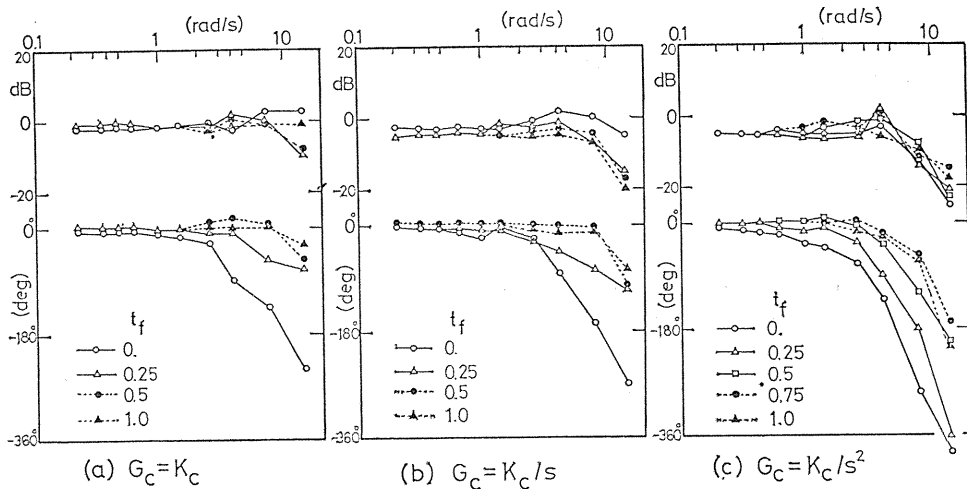 (rad/s) (rad/s) (rad/s)
0.1 1 10 0.1 1 10 0.1 1 10
20 20 20
dB dB dB
0 0 0
-20 -20 -20
0° 0° 0°
(deg) (deg) (deg)
-180° -180° -180°
t_f t_f t_f
0. 0. 0.
0.25 0.25 0.25
0.5 0.5 0.5
1.0 1.0 0.75
1.0
-360° -360° -360°
(a) G_C=K_C (b) G_C=K_C/s (c) G_C=K_C/s²